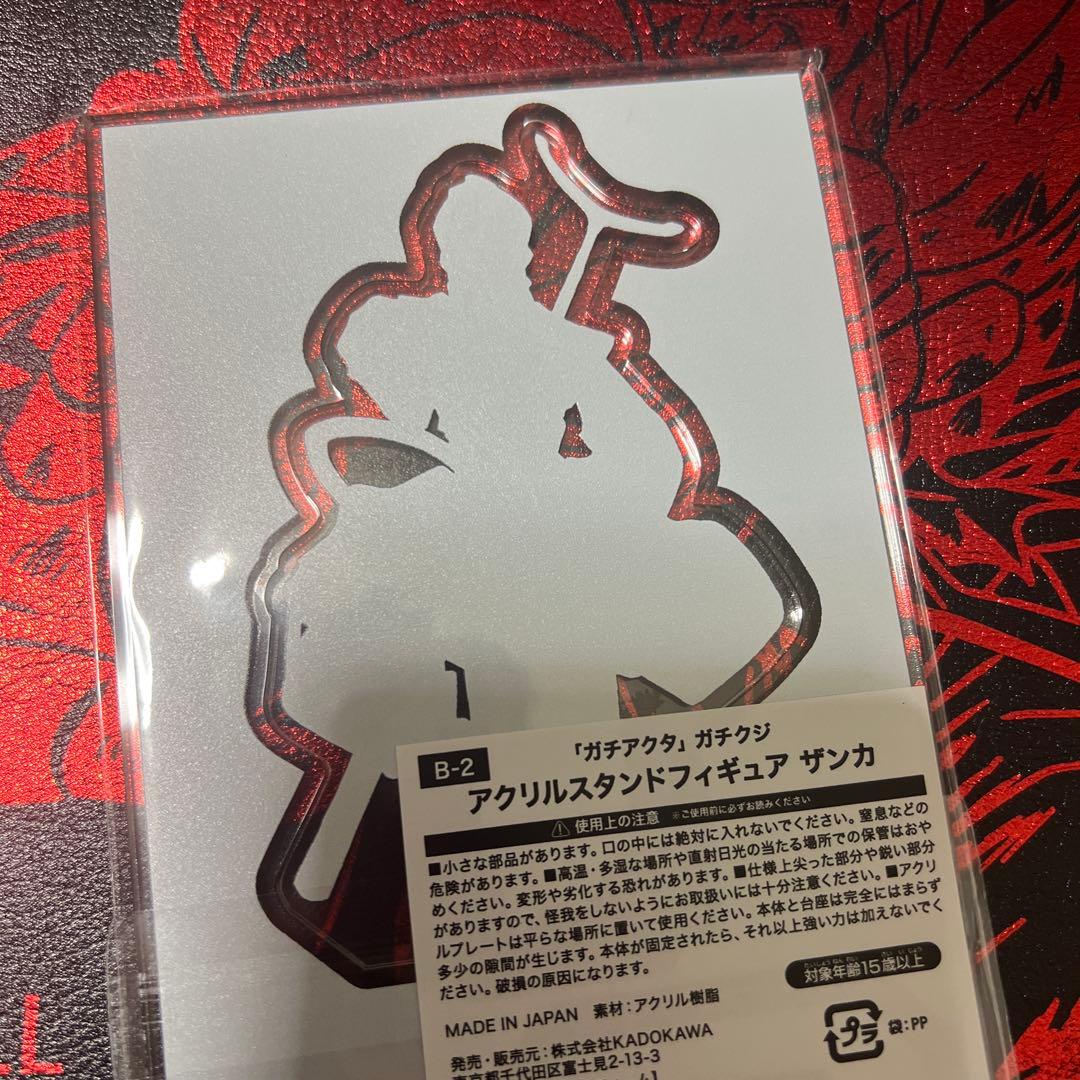 「ガチアクタ」ガチクジ
B-2
アクリルスタンドフィギュア ザンカ
使用上の注意 ※ご使用前に必ずお読みください
■小さな部品があります。口の中には絶対に入れないでください。窒息などの
危険があります。■高温・多湿な場所や直射日光の当たる場所での保管はおや
めください。変形や劣化する恐れがあります。■仕様上尖った部分や鋭い部分
がありますので、怪我をしないようにお取扱いには十分注意ください。■アクリ
ルプレートは平らな場所に置いて使用ください。本体と台座は完全にはまらず
多少の隙間が生じます。本体が固定されたら、それ以上強い力は加えないでく
ださい。破損の原因になります。
たいしょうねんれい さいいじょう
対象年齢15歳以上
MADE IN JAPAN 素材:アクリル樹脂
プラ 袋:PP
発売・販売元:株式会社KADOKAWA
東京都千代田区富士見2-13-3